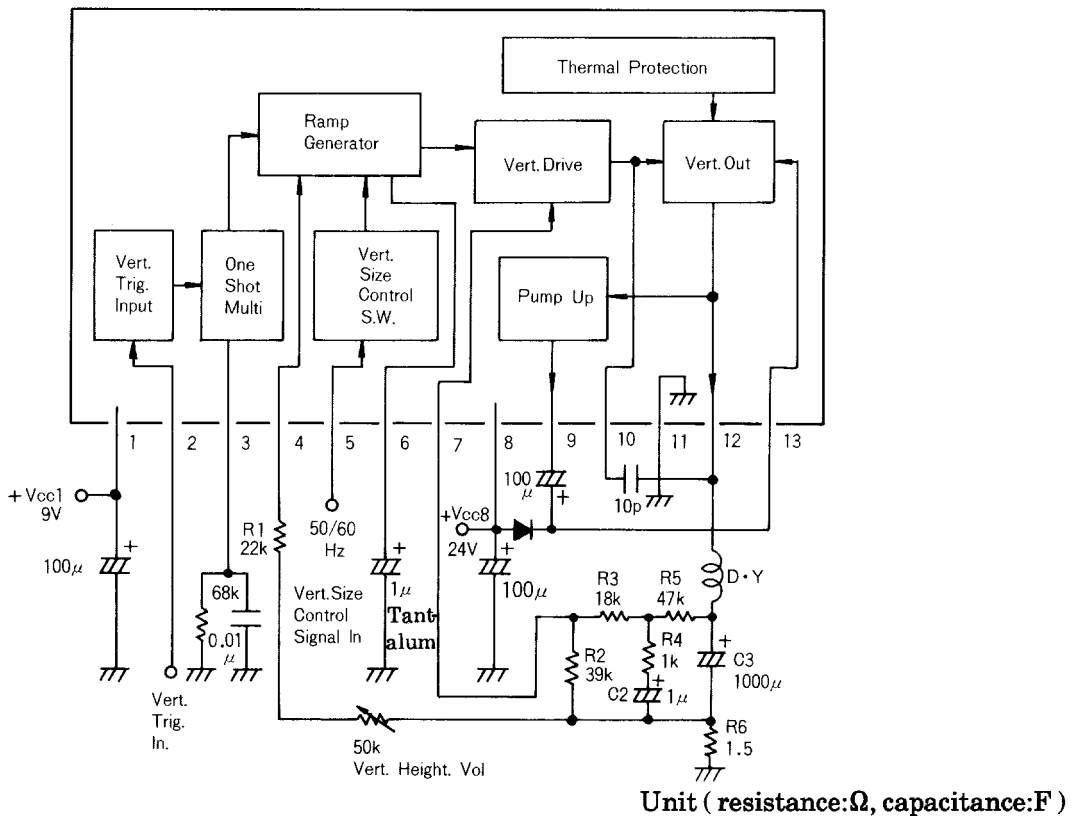 Thermal Protection
Ramp
Generator
Vert. Drive
Vert. Out
Vert.
Trig.
Input
One
Shot
Multi
Vert.
Size
Control
S.W.
Pump Up
1
2
3
4
5
6
7
8
9
10
11
12
13
+Vcc1
9V
100μ
+
68k
0.01
μ
Vert.
Trig.
In.
R1
22k
50/60
Hz
Vert.Size
Control
Signal In
+
1μ
Tant-
alum
+Vcc8
24V
+
100μ
100
μ
+
10p
D·Y
R3
18k
R5
47k
R2
39k
R4
1k
+
C2
1μ
+
C3
1000μ
R6
1.5
50k
Vert. Height. Vol
Unit ( resistance:Ω, capacitance:F )